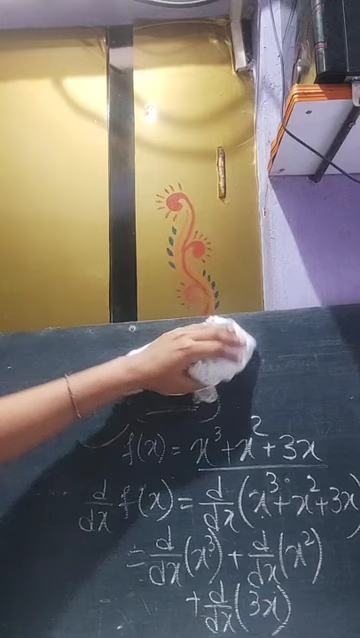 f(x) = x³+x²+3x
d/dx f(x) = d/dx (x³+x²+3x)
= d/dx (x³) + d/dx (x²)
+ d/dx (3x)